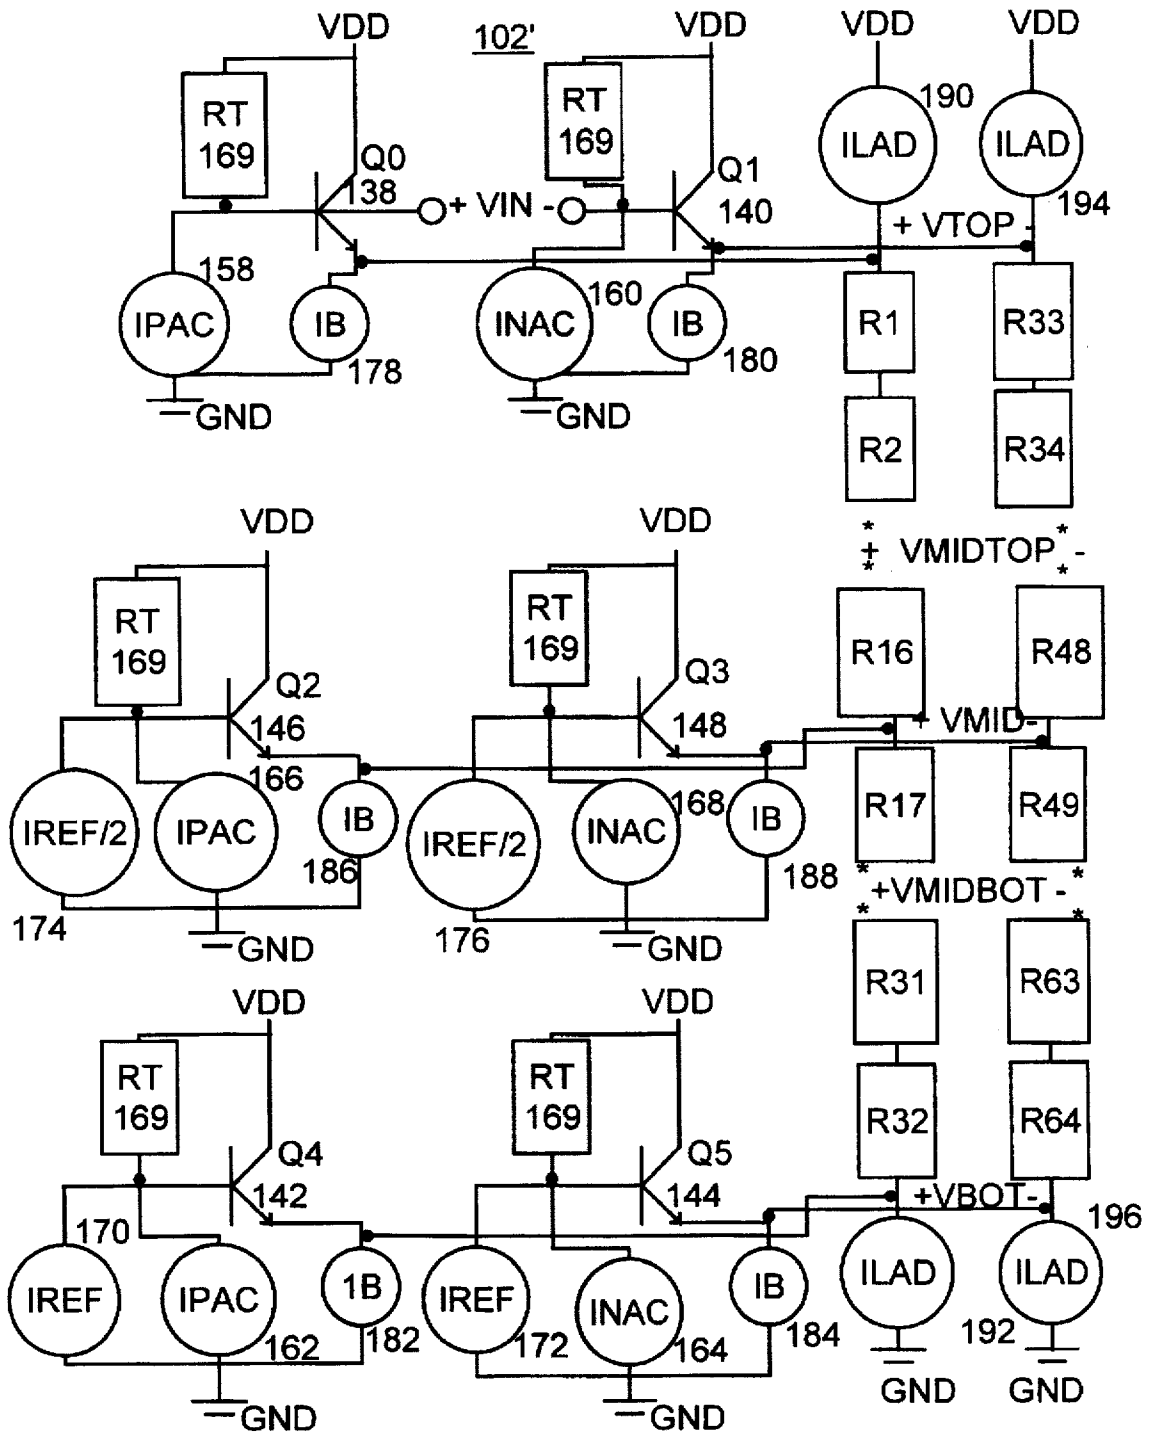 VDD
102'
VDD
VDD
VDD
RT
169
RT
169
ILAD
190
ILAD
194
Q0
138
+ VIN -
Q1
140
+ VTOP -
IPAC
158
IB
178
INAC
160
IB
180
R1
R33
GND
GND
R2
R34
VDD
VDD
*
+ VMIDTOP * -
* *
RT
169
RT
169
R16
R48
Q2
146
Q3
148
+ VMID-
IREF/2
174
IPAC
166
IB
186
IREF/2
176
INAC
168
IB
188
R17
R49
* +VMIDBOT - *
* *
GND
GND
R31
R63
VDD
VDD
RT
169
RT
169
R32
R64
Q4
142
Q5
144
+VBOT-
IREF
170
IPAC
162
1B
182
IREF
172
INAC
164
IB
184
ILAD
ILAD
196
192
GND
GND
GND
GND